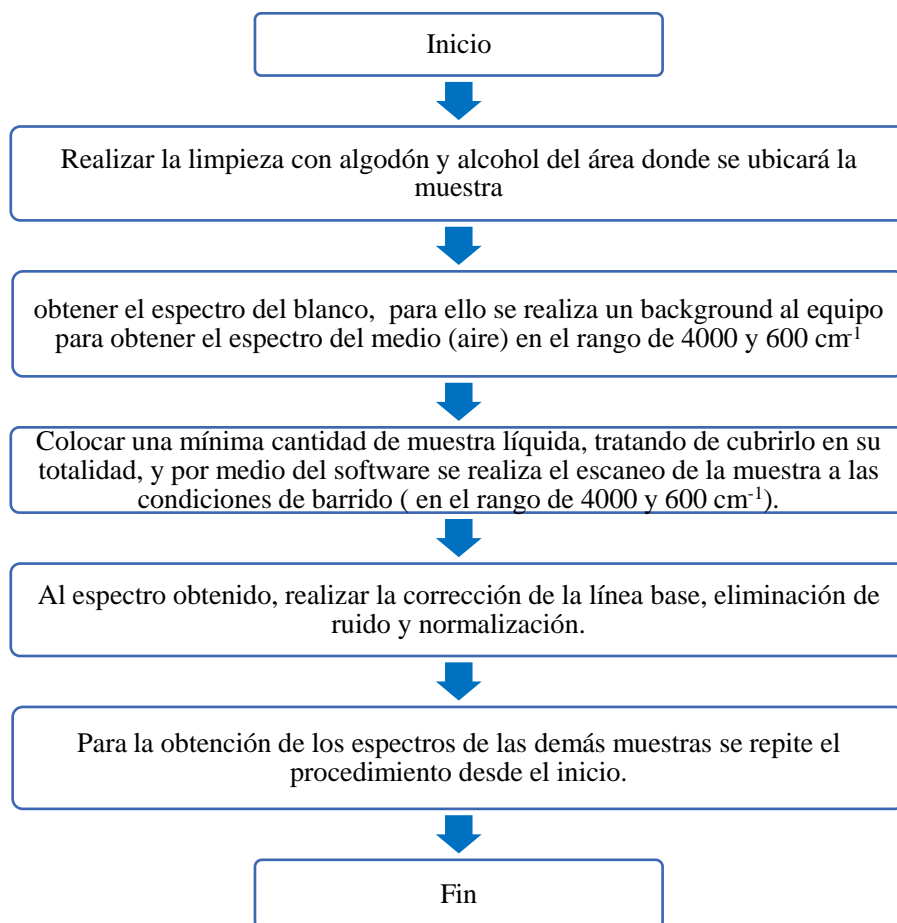 Inicio
Realizar la limpieza con algodón y alcohol del área donde se ubicará la
muestra
obtener el espectro del blanco,  para ello se realiza un background al equipo
para obtener el espectro del medio (aire) en el rango de 4000 y 600 cm⁻¹
Colocar una mínima cantidad de muestra líquida, tratando de cubrirlo en su
totalidad, y por medio del software se realiza el escaneo de la muestra a las
condiciones de barrido ( en el rango de 4000 y 600 cm⁻¹).
Al espectro obtenido, realizar la corrección de la línea base, eliminación de
ruido y normalización.
Para la obtención de los espectros de las demás muestras se repite el
procedimiento desde el inicio.
Fin